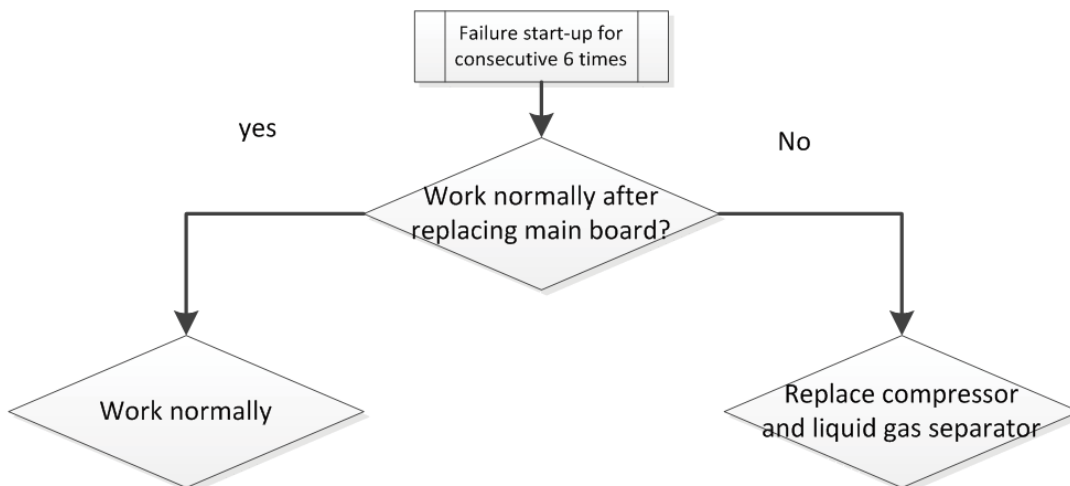 Failure start-up for
consecutive 6 times
yes
No
Work normally after
replacing main board?
Work normally
Replace compressor
and liquid gas separator